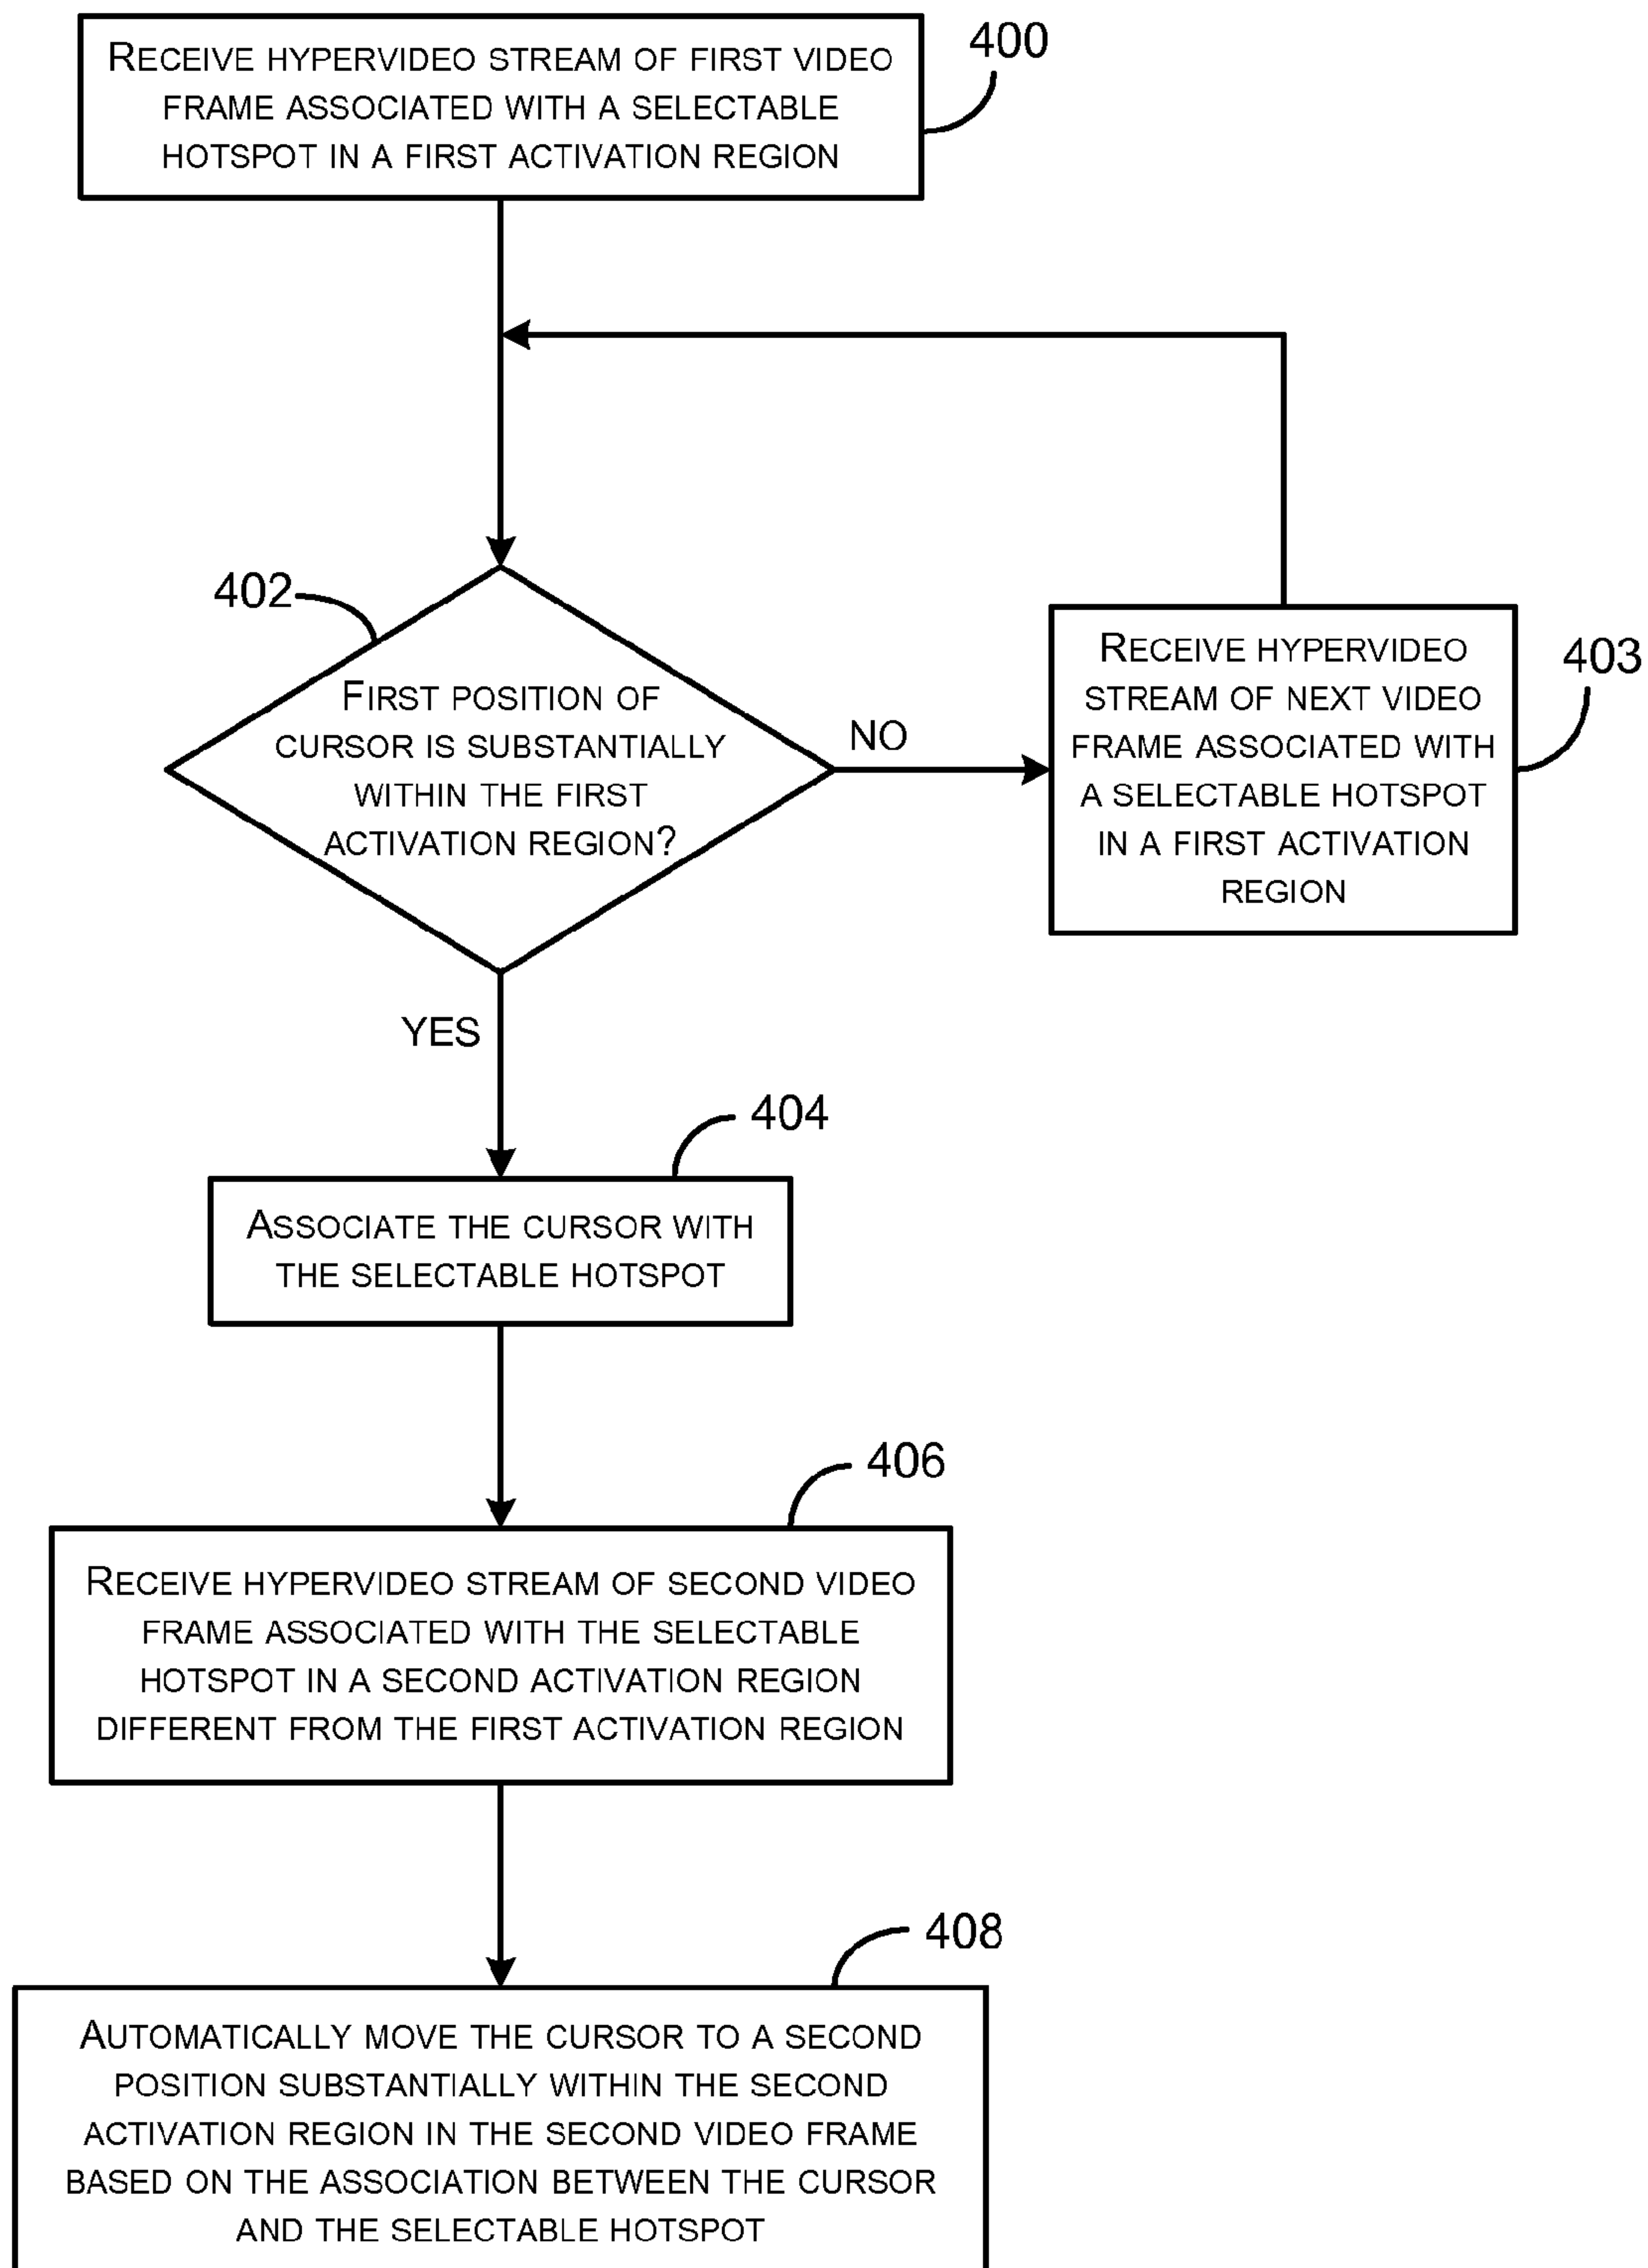 RECEIVE HYPERVIDEO STREAM OF FIRST VIDEO
FRAME ASSOCIATED WITH A SELECTABLE
HOTSPOT IN A FIRST ACTIVATION REGION
400
402
FIRST POSITION OF
CURSOR IS SUBSTANTIALLY
WITHIN THE FIRST
ACTIVATION REGION?
NO
RECEIVE HYPERVIDEO
STREAM OF NEXT VIDEO
FRAME ASSOCIATED WITH
A SELECTABLE HOTSPOT
IN A FIRST ACTIVATION
REGION
403
YES
404
ASSOCIATE THE CURSOR WITH
THE SELECTABLE HOTSPOT
406
RECEIVE HYPERVIDEO STREAM OF SECOND VIDEO
FRAME ASSOCIATED WITH THE SELECTABLE
HOTSPOT IN A SECOND ACTIVATION REGION
DIFFERENT FROM THE FIRST ACTIVATION REGION
408
AUTOMATICALLY MOVE THE CURSOR TO A SECOND
POSITION SUBSTANTIALLY WITHIN THE SECOND
ACTIVATION REGION IN THE SECOND VIDEO FRAME
BASED ON THE ASSOCIATION BETWEEN THE CURSOR
AND THE SELECTABLE HOTSPOT